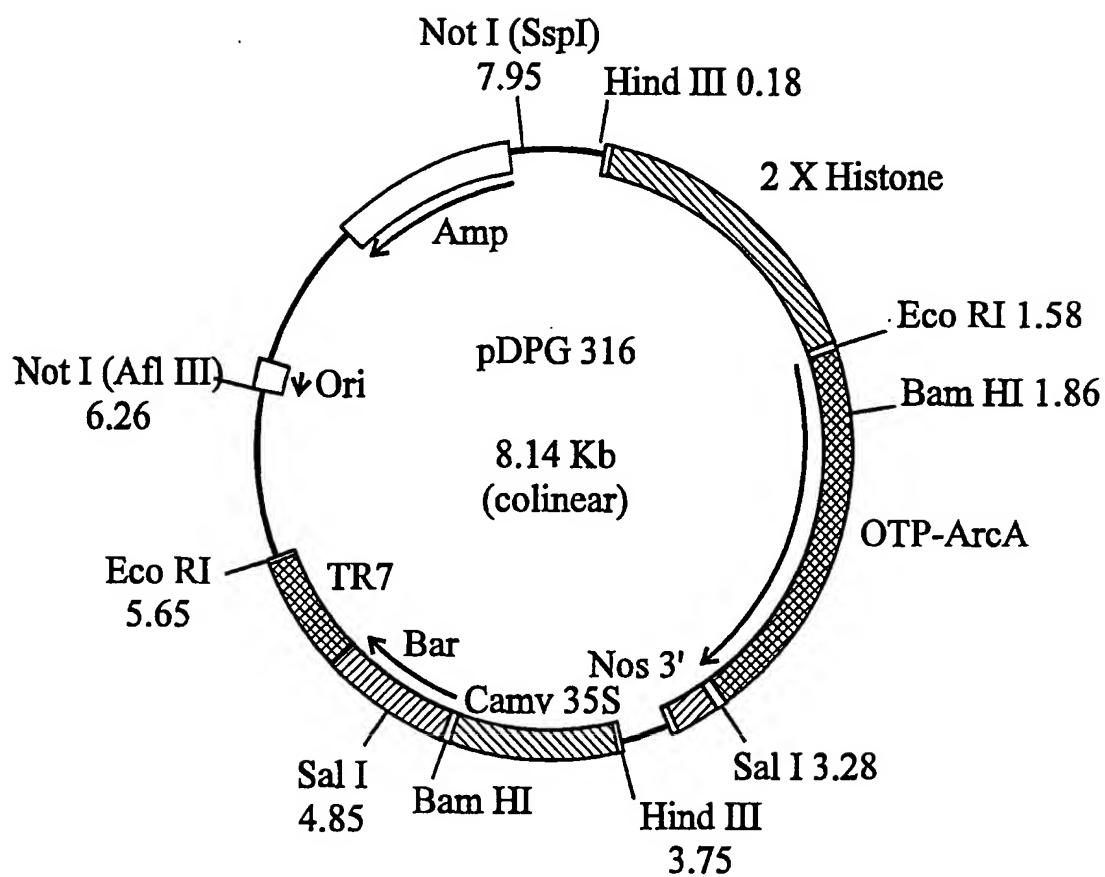 Not I (SspI)
7.95
Hind III 0.18
2 X Histone
Amp
Eco RI 1.58
pDPG 316
Bam HI 1.86
Not I (Afl III)
6.26
Ori
8.14 Kb
(colinear)
OTP-ArcA
Eco RI
5.65
TR7
Bar
Nos 3'
Camv 35S
Sal I 3.28
Sal I
4.85
Bam HI
Hind III
3.75